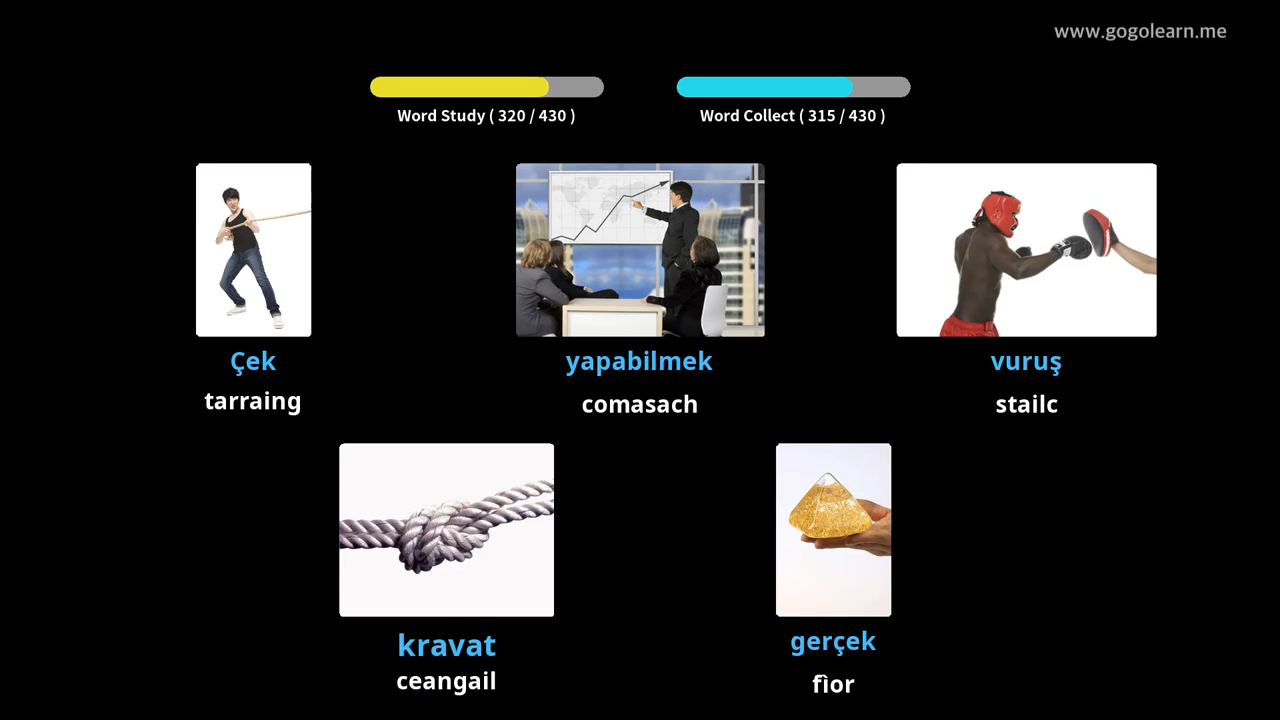 www.gogolearn.me
Word Study ( 320 / 430 )
Word Collect ( 315 / 430 )
Çek
yapabilmek
vuruş
tarraing
comasach
stailc
kravat
gerçek
ceangail
fìor